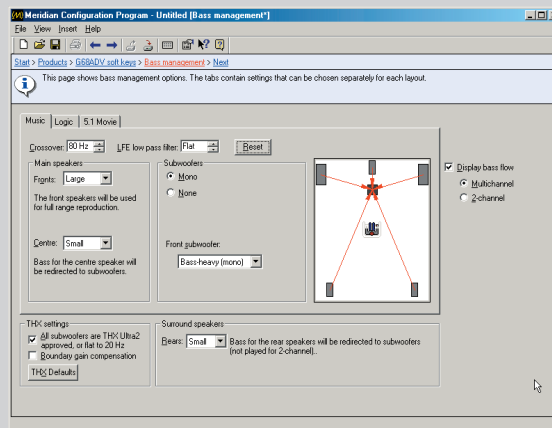 Meridian Configuration Program - Untitled [Bass management*]
File View Insert Help
Start > Products > G68ADV soft keys > Bass management > Next
This page shows bass management options. The tabs contain settings that can be chosen separately for each layout.
Music Logic 5.1 Movie
Crossover: 80 Hz LFE low pass filter: Flat Reset
Main speakers
Fronts: Large
The front speakers will be used
for full range reproduction.
Centre: Small
Bass for the centre speaker will
be redirected to subwoofers.
Subwoofers
Mono
None
Front subwoofer:
Bass-heavy (mono)
Display bass flow
Multichannel
2-channel
THX settings
All subwoofers are THX Ultra2
approved, or flat to 20 Hz
Boundary gain compensation
THX Defaults
Surround speakers
Rears: Small Bass for the rear speakers will be redirected to subwoofers
(not played for 2-channel)..